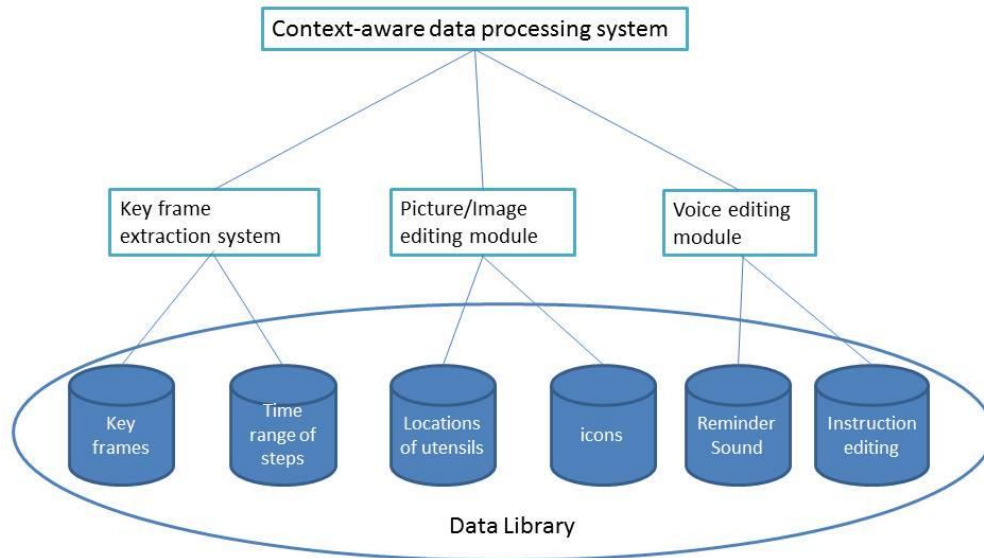 Context-aware data processing system
Key frame
extraction system
Picture/Image
editing module
Voice editing
module
Key
frames
Time
range of
steps
Locations
of utensils
icons
Reminder
Sound
Instruction
editing
Data Library